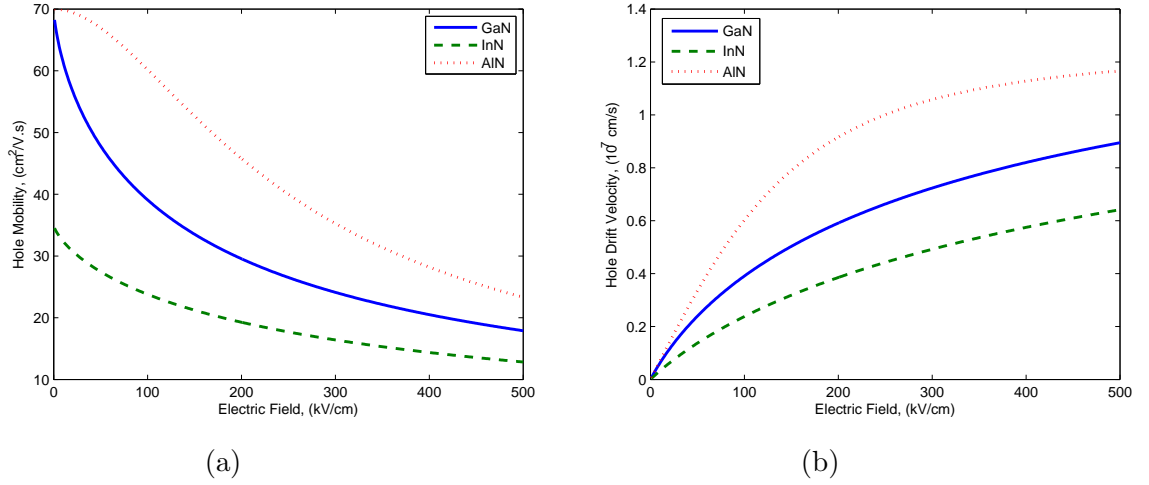 70
60
50
40
30
20
10
0
100
200
300
400
500
Hole Mobility, (cm²/V.s)
Electric Field, (kV/cm)
GaN
InN
AlN
(a)
1.4
1.2
1
0.8
0.6
0.4
0.2
0
0
100
200
300
400
500
Hole Drift Velocity, (10⁷ cm/s)
Electric Field, (kV/cm)
GaN
InN
AlN
(b)